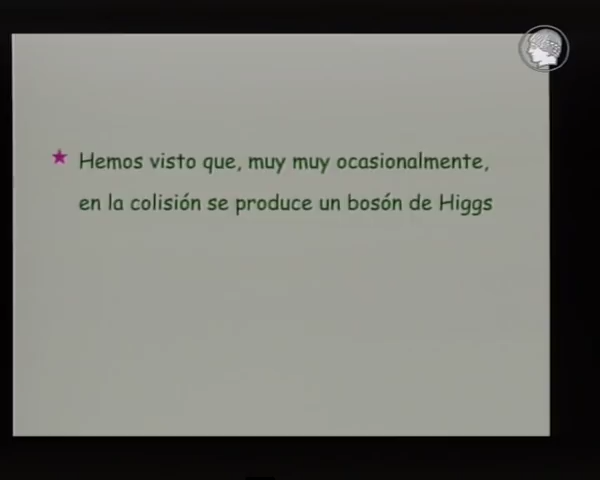 Hemos visto que, muy muy ocasionalmente,
en la colisión se produce un bosón de Higgs